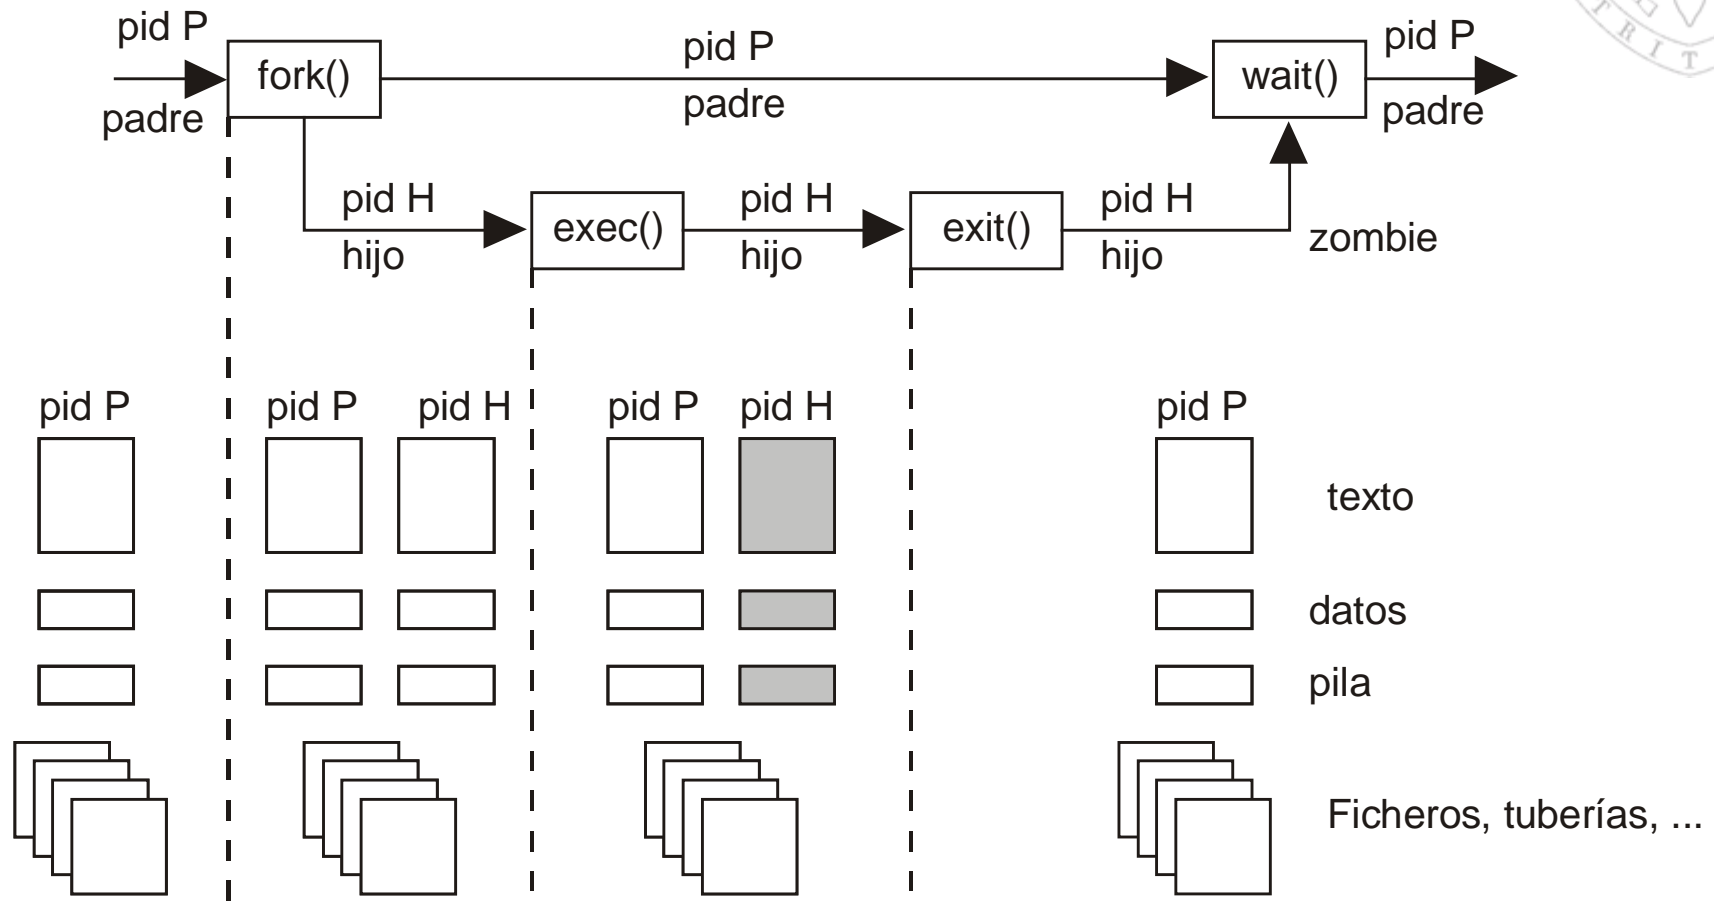 pid P
padre
fork()
pid P
padre
wait()
pid P
padre
pid H
hijo
exec()
pid H
hijo
exit()
pid H
hijo
zombie
pid P
pid P
pid H
pid P
pid H
pid P
texto
datos
pila
Ficheros, tuberías, ...